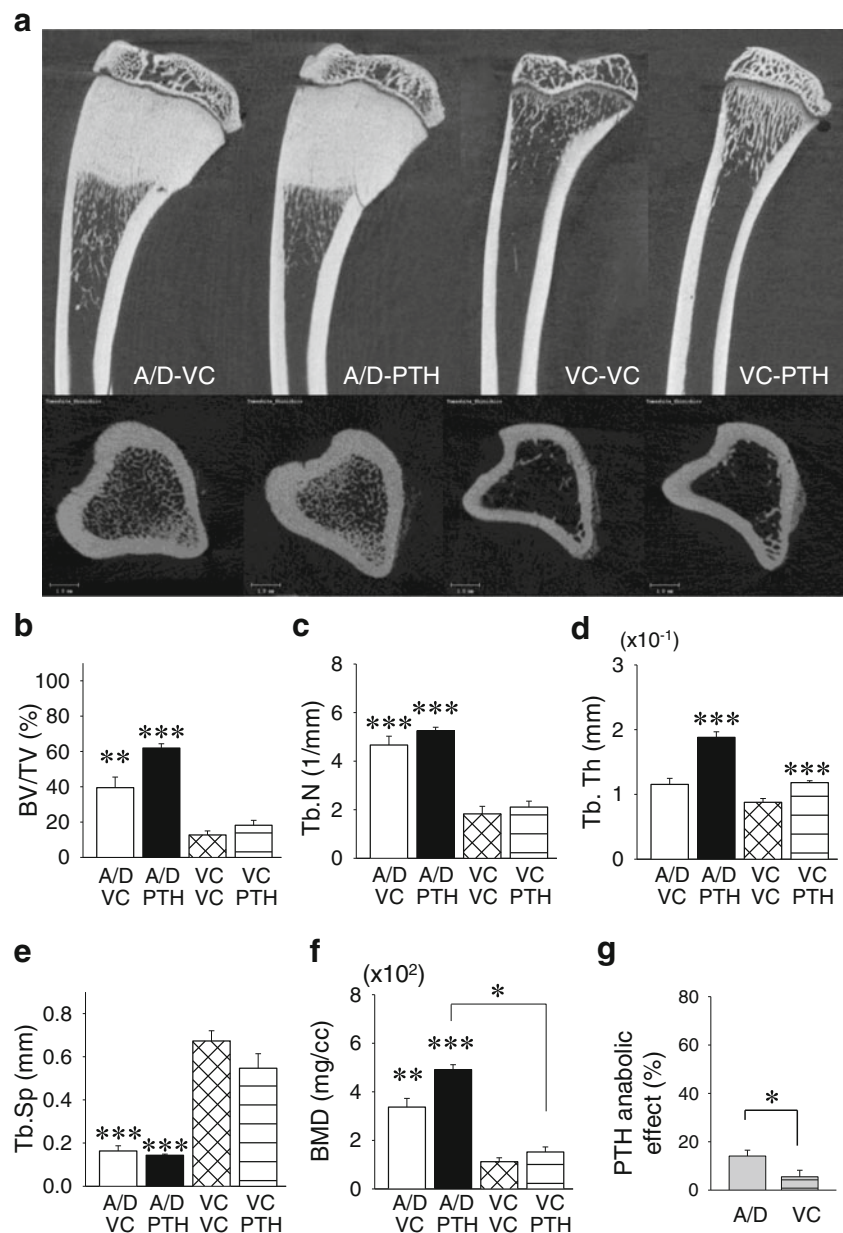 a
A/D-VC
A/D-PTH
VC-VC
VC-PTH
b
BV/TV (%)
100
80
60
40
20
0
**
***
A/D A/D VC VC
VC PTH VC PTH
c
Tb.N (1/mm)
8
6
4
2
0
***
***
A/D A/D VC VC
VC PTH VC PTH
d
(x10⁻¹)
Tb. Th (mm)
3
2
1
0
***
***
A/D A/D VC VC
VC PTH VC PTH
e
Tb.Sp (mm)
0.8
0.6
0.4
0.2
0.0
***
***
A/D A/D VC VC
VC PTH VC PTH
f
(x10²)
BMD (mg/cc)
8
6
4
2
0
**
***
*
A/D A/D VC VC
VC PTH VC PTH
g
PTH anabolic
effect (%)
80
60
40
20
0
*
A/D VC